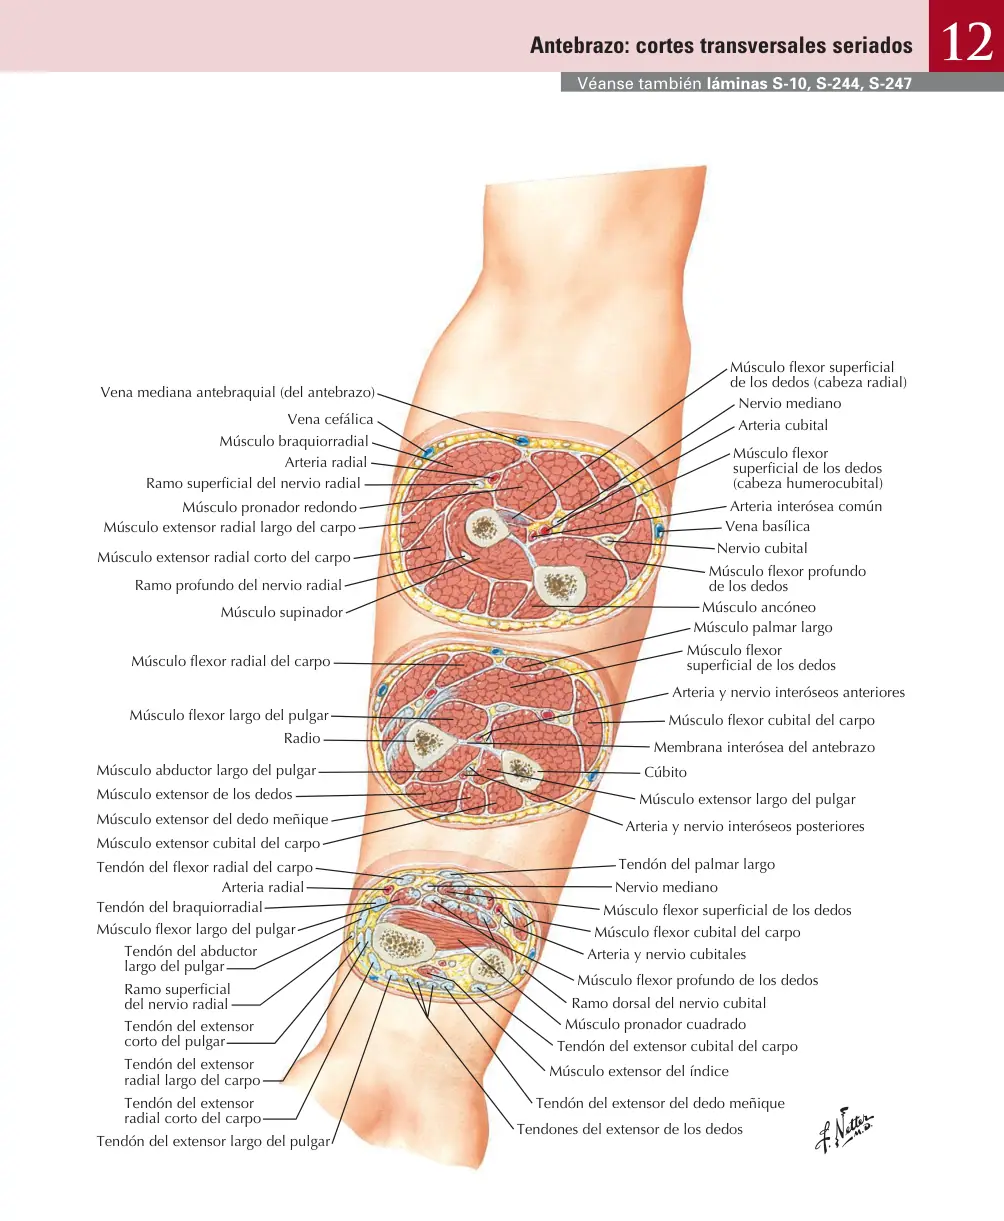 Antebrazo: cortes transversales seriados
12
Véanse también láminas S-10, S-244, S-247
Vena mediana antebraquial (del antebrazo)
Vena cefálica
Músculo braquiorradial
Arteria radial
Ramo superficial del nervio radial
Músculo pronador redondo
Músculo extensor radial largo del carpo
Músculo extensor radial corto del carpo
Ramo profundo del nervio radial
Músculo supinador
Músculo flexor superficial
de los dedos (cabeza radial)
Nervio mediano
Arteria cubital
Músculo flexor
superficial de los dedos
(cabeza humerocubital)
Arteria interósea común
Vena basílica
Nervio cubital
Músculo flexor profundo
de los dedos
Músculo ancóneo
Músculo palmar largo
Músculo flexor
superficial de los dedos
Arteria y nervio interóseos anteriores
Músculo flexor cubital del carpo
Membrana interósea del antebrazo
Cúbito
Músculo extensor largo del pulgar
Arteria y nervio interóseos posteriores
Músculo flexor radial del carpo
Músculo flexor largo del pulgar
Radio
Músculo abductor largo del pulgar
Músculo extensor de los dedos
Músculo extensor del dedo meñique
Músculo extensor cubital del carpo
Tendón del flexor radial del carpo
Arteria radial
Tendón del braquiorradial
Músculo flexor largo del pulgar
Tendón del abductor
largo del pulgar
Ramo superficial
del nervio radial
Tendón del extensor
corto del pulgar
Tendón del extensor
radial largo del carpo
Tendón del extensor
radial corto del carpo
Tendón del extensor largo del pulgar
Tendón del palmar largo
Nervio mediano
Músculo flexor superficial de los dedos
Músculo flexor cubital del carpo
Arteria y nervio cubitales
Músculo flexor profundo de los dedos
Ramo dorsal del nervio cubital
Músculo pronador cuadrado
Tendón del extensor cubital del carpo
Músculo extensor del índice
Tendón del extensor del dedo meñique
Tendones del extensor de los dedos
F. Netter
M.D.